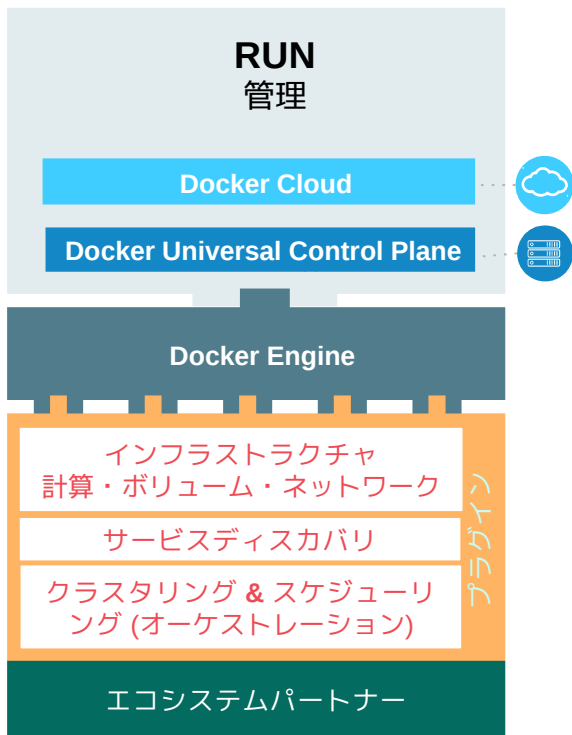 RUN
管理
Docker Cloud
Docker Universal Control Plane
Docker Engine
インフラストラクチャ
計算・ボリューム・ネットワーク
サービスディスカバリ
クラスタリング & スケジューリ
ング (オーケストレーション)
プラグイン
エコシステムパートナー